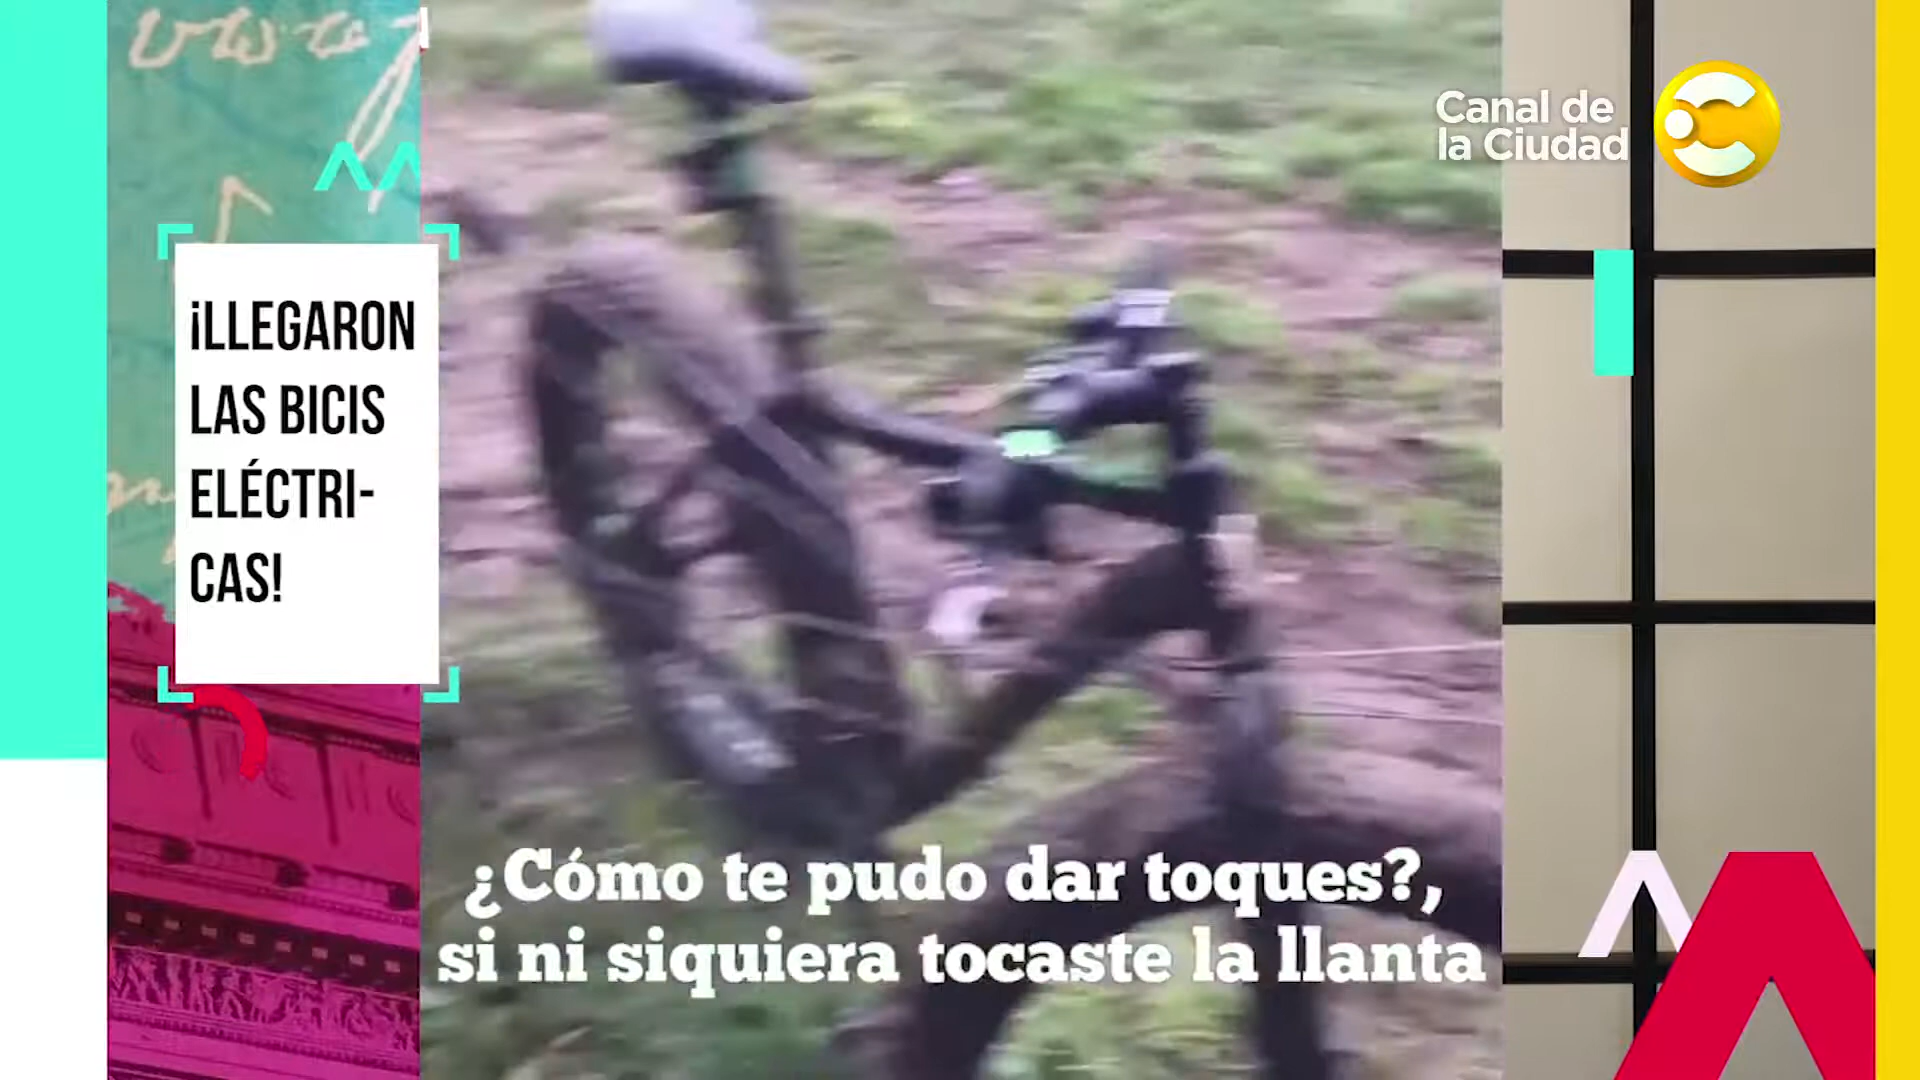 Canal de
la Ciudad
¡LLEGARON
LAS BICIS
ELÉCTRI-
CAS!
¿Cómo te pudo dar toques?,
si ni siquiera tocaste la llanta